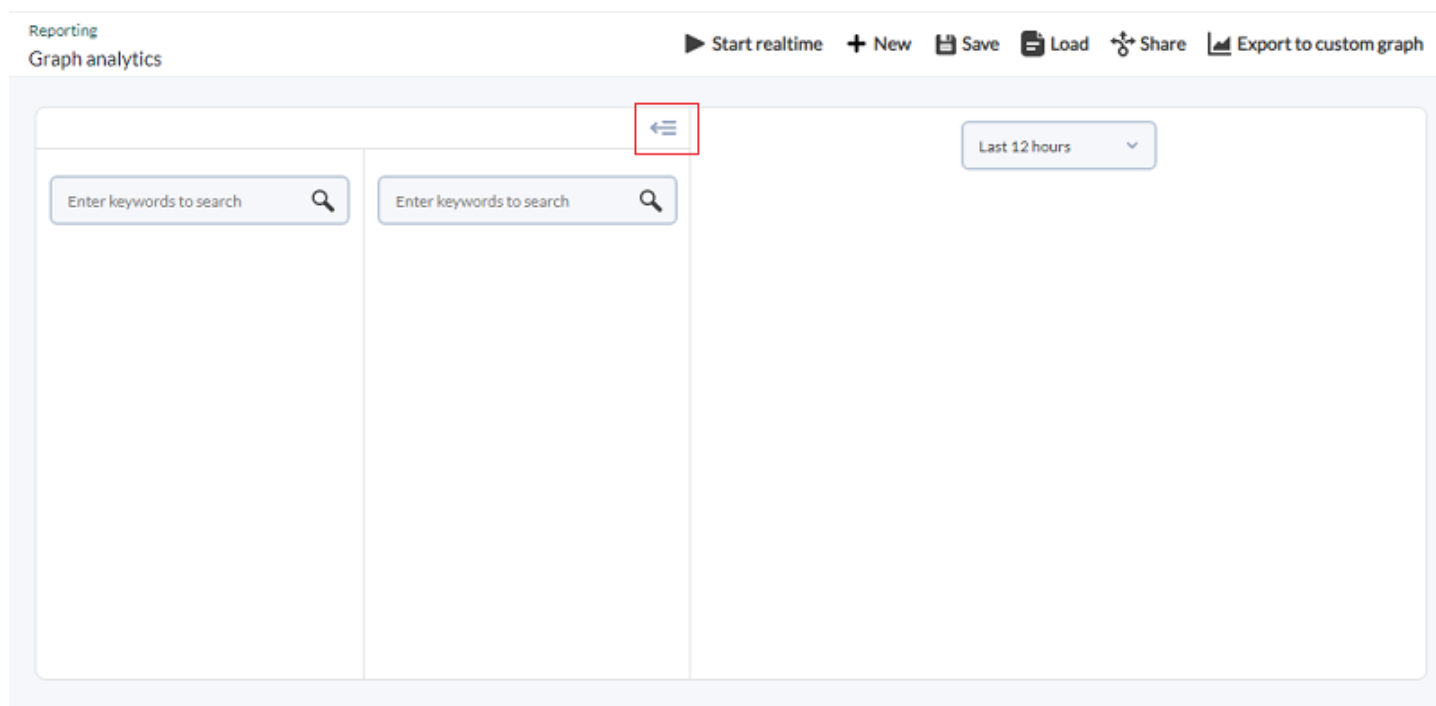 Reporting
Graph analytics
Start realtime New Save Load Share Export to custom graph
Last 12 hours
Enter keywords to search Enter keywords to search